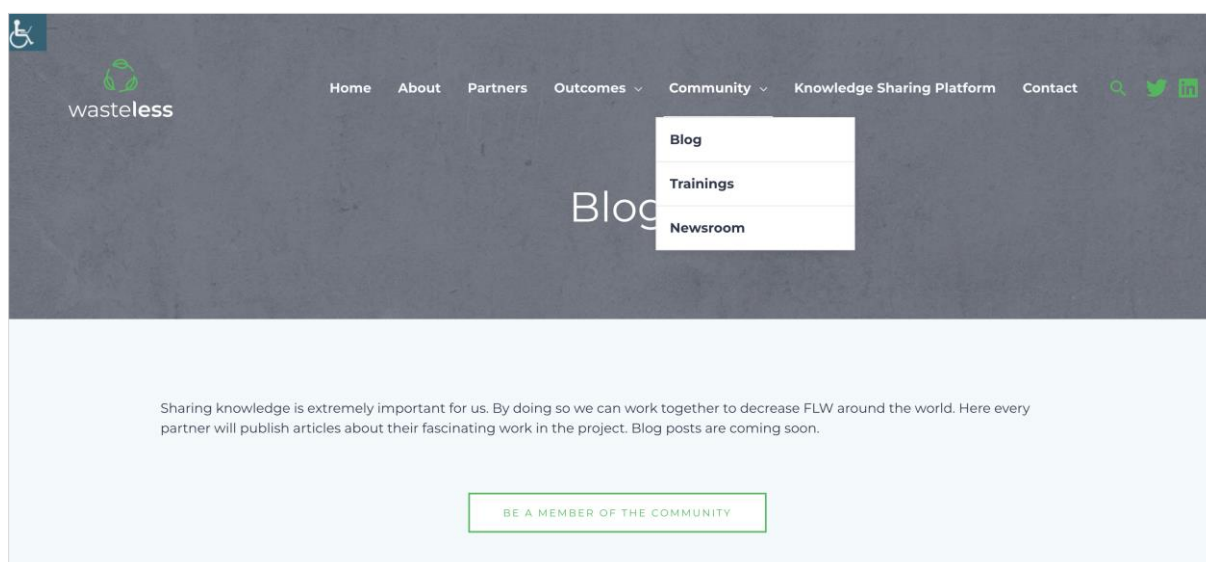 wasteless
Home About Partners Outcomes Community Knowledge Sharing Platform Contact
Blog
Trainings
Newsroom
Blog
Sharing knowledge is extremely important for us. By doing so we can work together to decrease FLW around the world. Here every
partner will publish articles about their fascinating work in the project. Blog posts are coming soon.
BE A MEMBER OF THE COMMUNITY